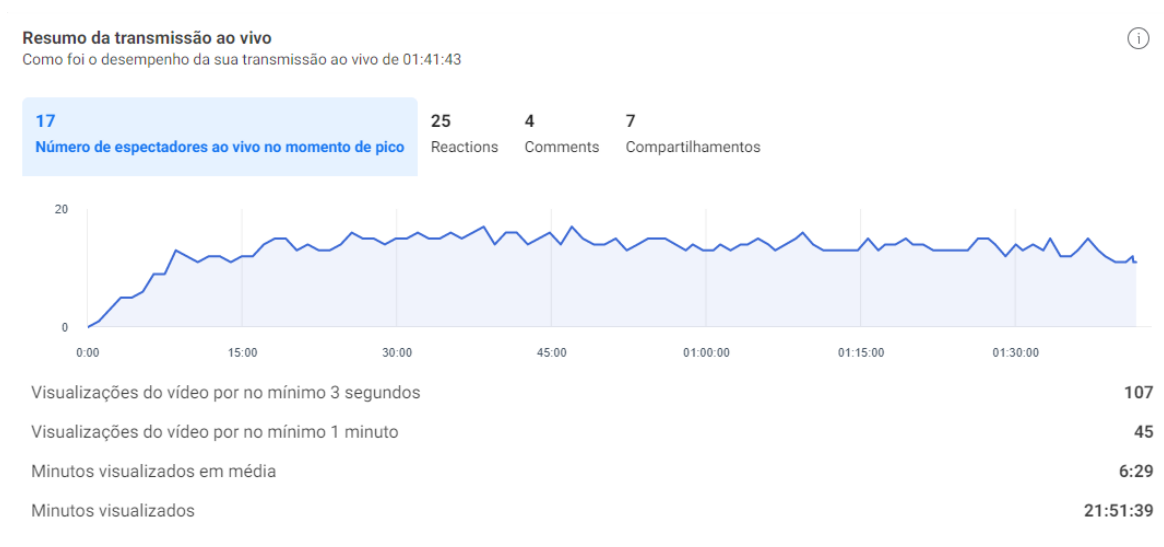 Resumo da transmissão ao vivo
Como foi o desempenho da sua transmissão ao vivo de 01:41:43
17 25 4 7
Número de espectadores ao vivo no momento de pico Reactions Comments Compartilhamentos
20
0
0:00 15:00 30:00 45:00 01:00:00 01:15:00 01:30:00
Visualizações do vídeo por no mínimo 3 segundos 107
Visualizações do vídeo por no mínimo 1 minuto 45
Minutos visualizados em média 6:29
Minutos visualizados 21:51:39